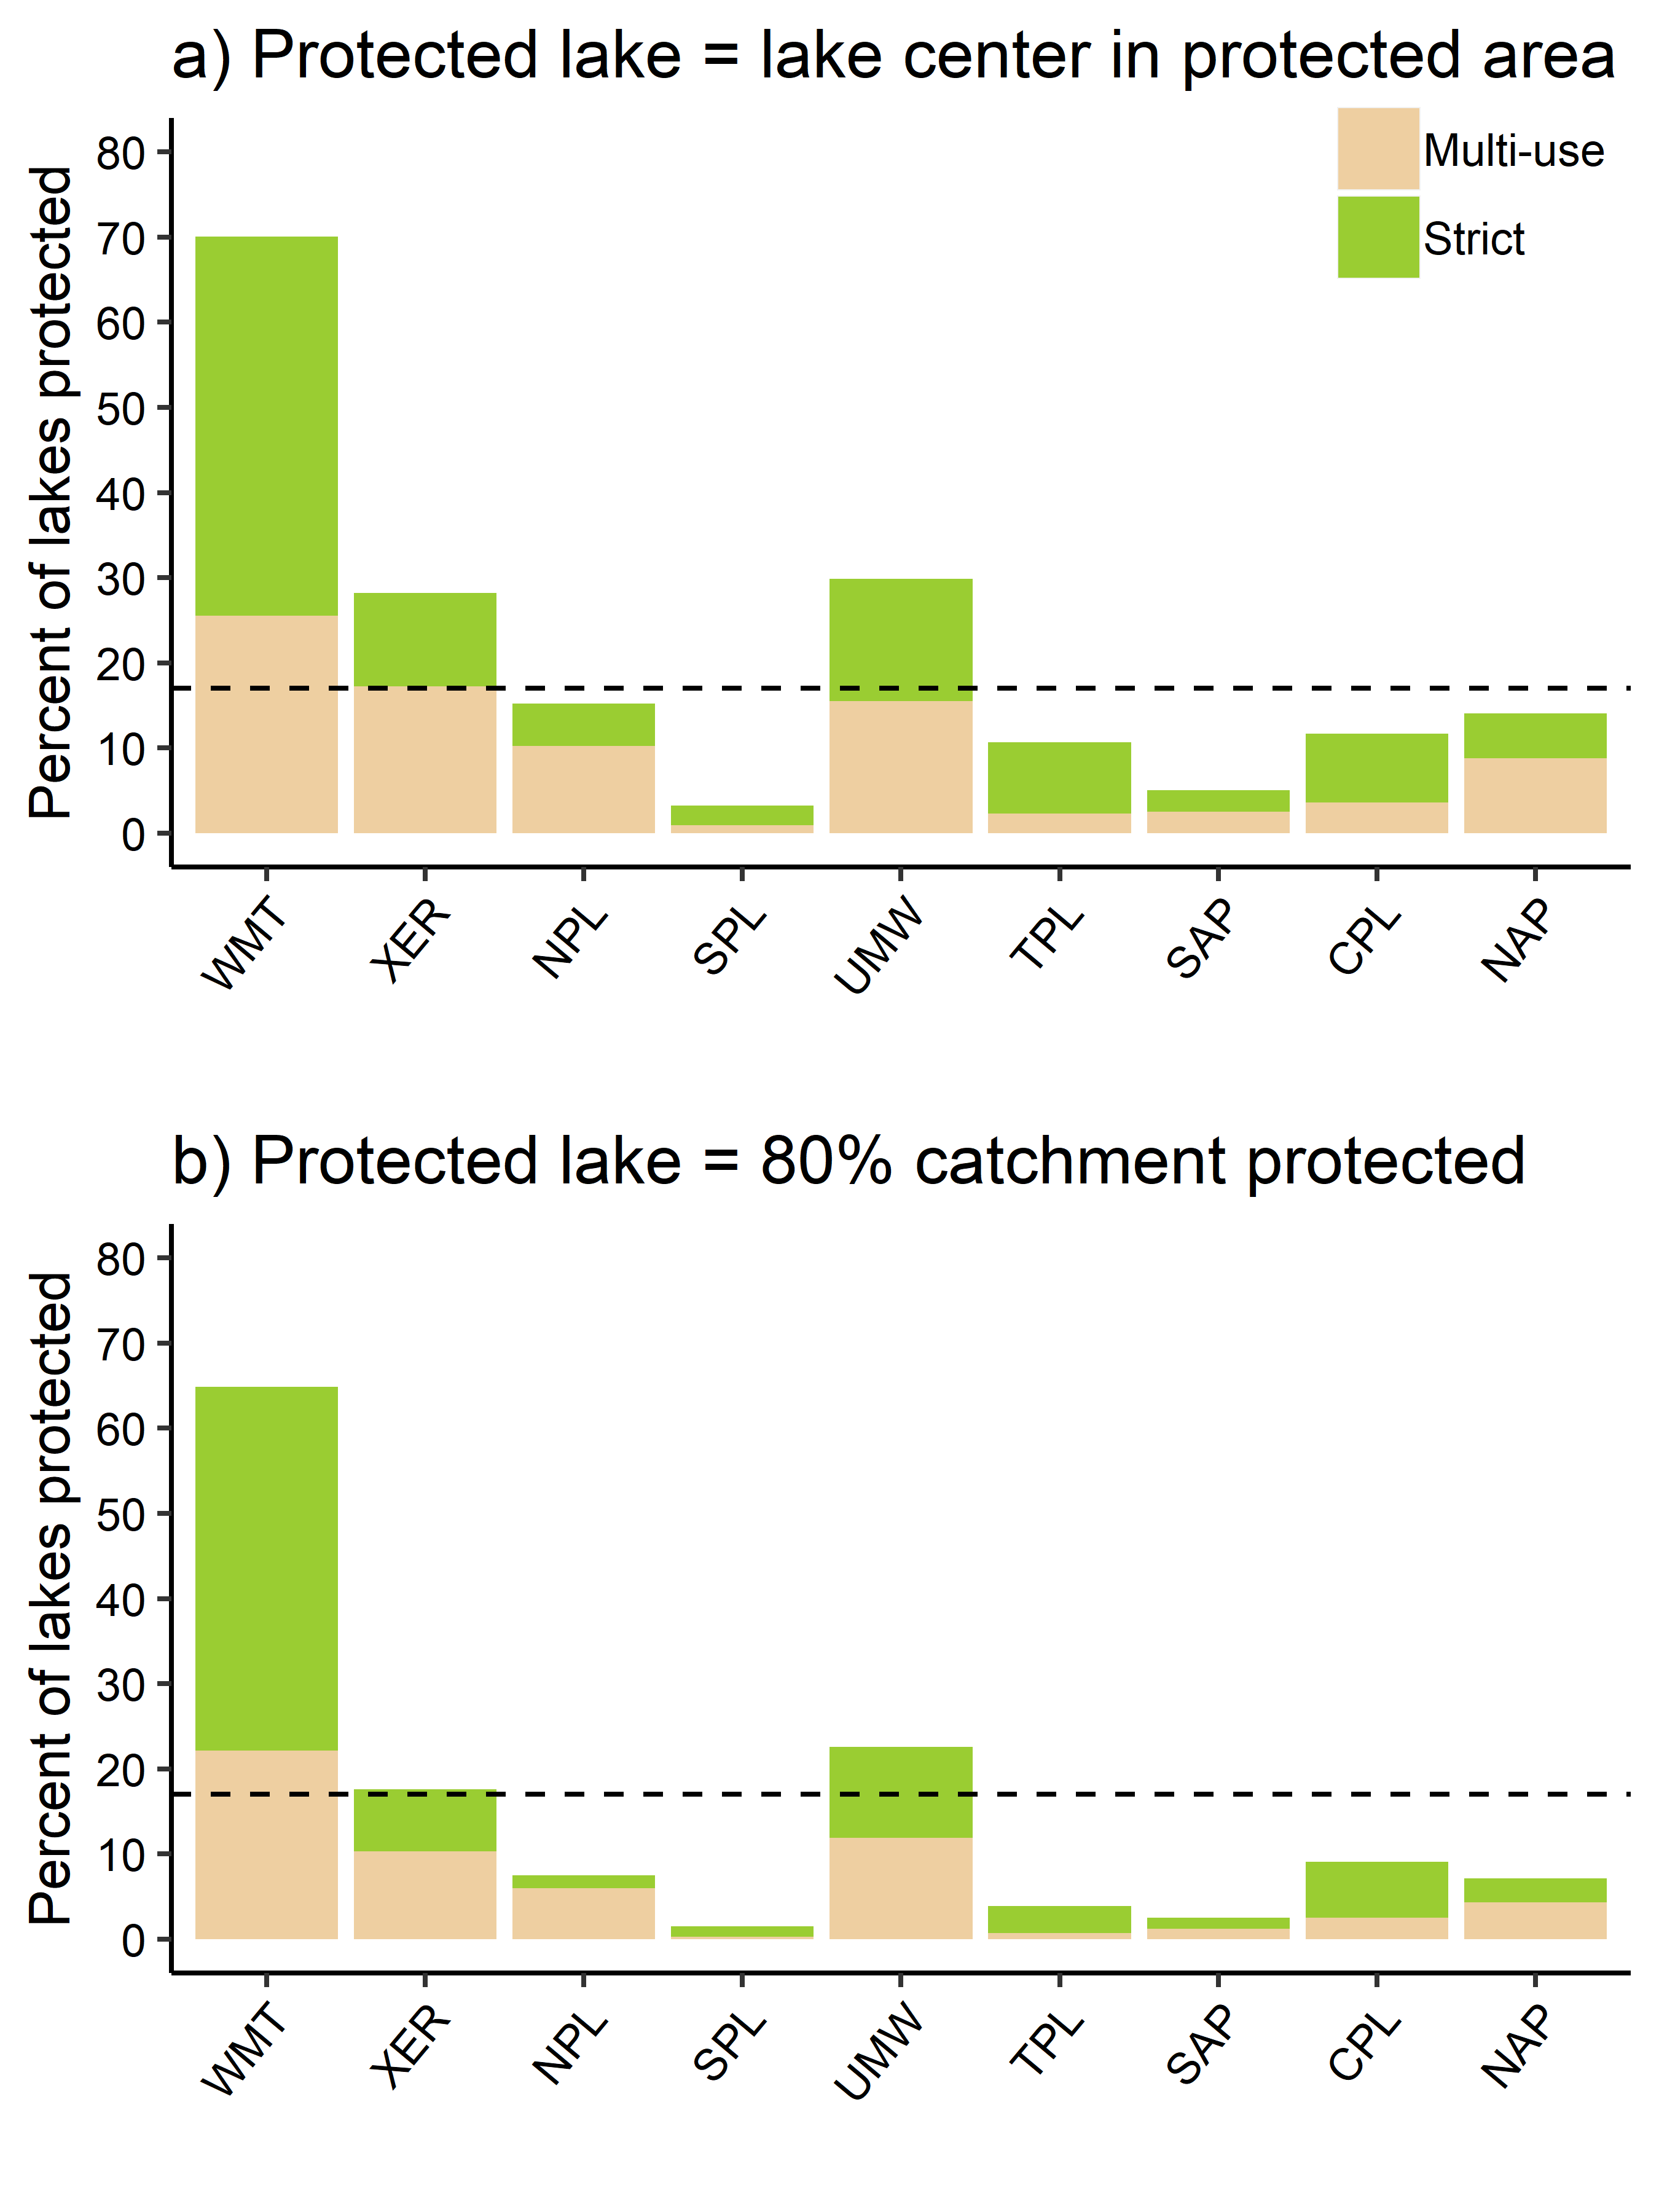 a) Protected lake = lake center in protected area
Multi-use
Strict
Percent of lakes protected
80
70
60
50
40
30
20
10
0
WMT
XER
NPL
SPL
UMW
TPL
SAP
CPL
NAP
b) Protected lake = 80% catchment protected
Percent of lakes protected
80
70
60
50
40
30
20
10
0
WMT
XER
NPL
SPL
UMW
TPL
SAP
CPL
NAP